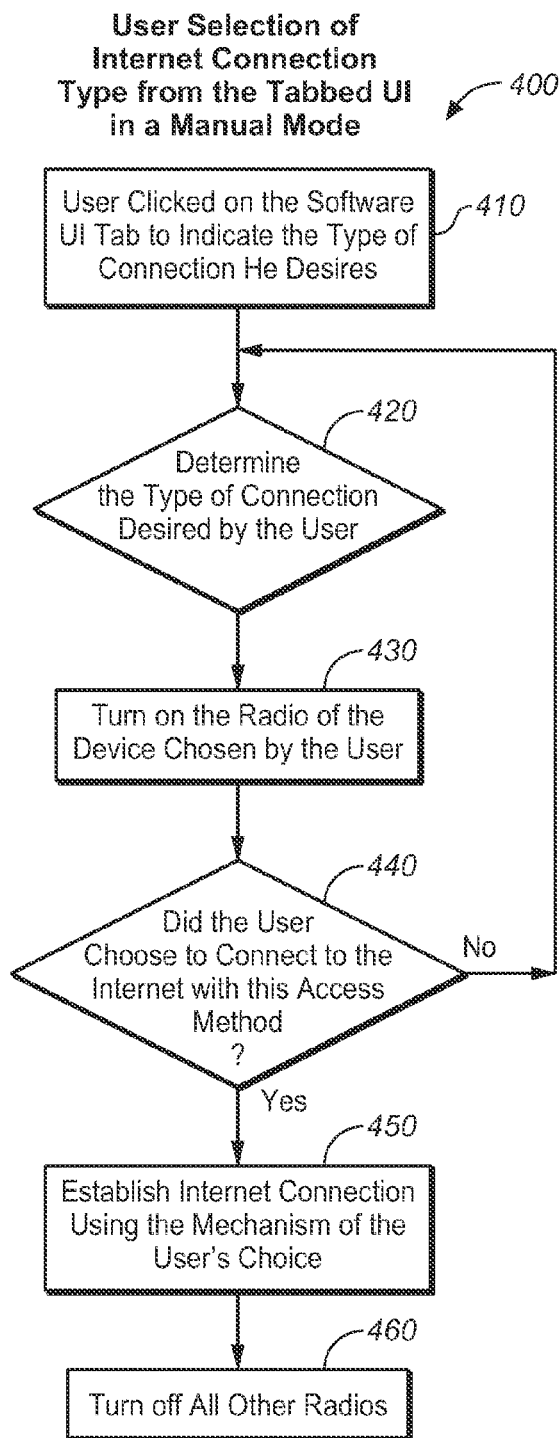 User Selection of
Internet Connection
Type from the Tabbed UI
in a Manual Mode
400
User Clicked on the Software
UI Tab to Indicate the Type of
Connection He Desires
410
420
Determine
the Type of Connection
Desired by the User
430
Turn on the Radio of the
Device Chosen by the User
440
Did the User
Choose to Connect to the
Internet with this Access
Method
?
No
Yes
450
Establish Internet Connection
Using the Mechanism of the
User's Choice
460
Turn off All Other Radios